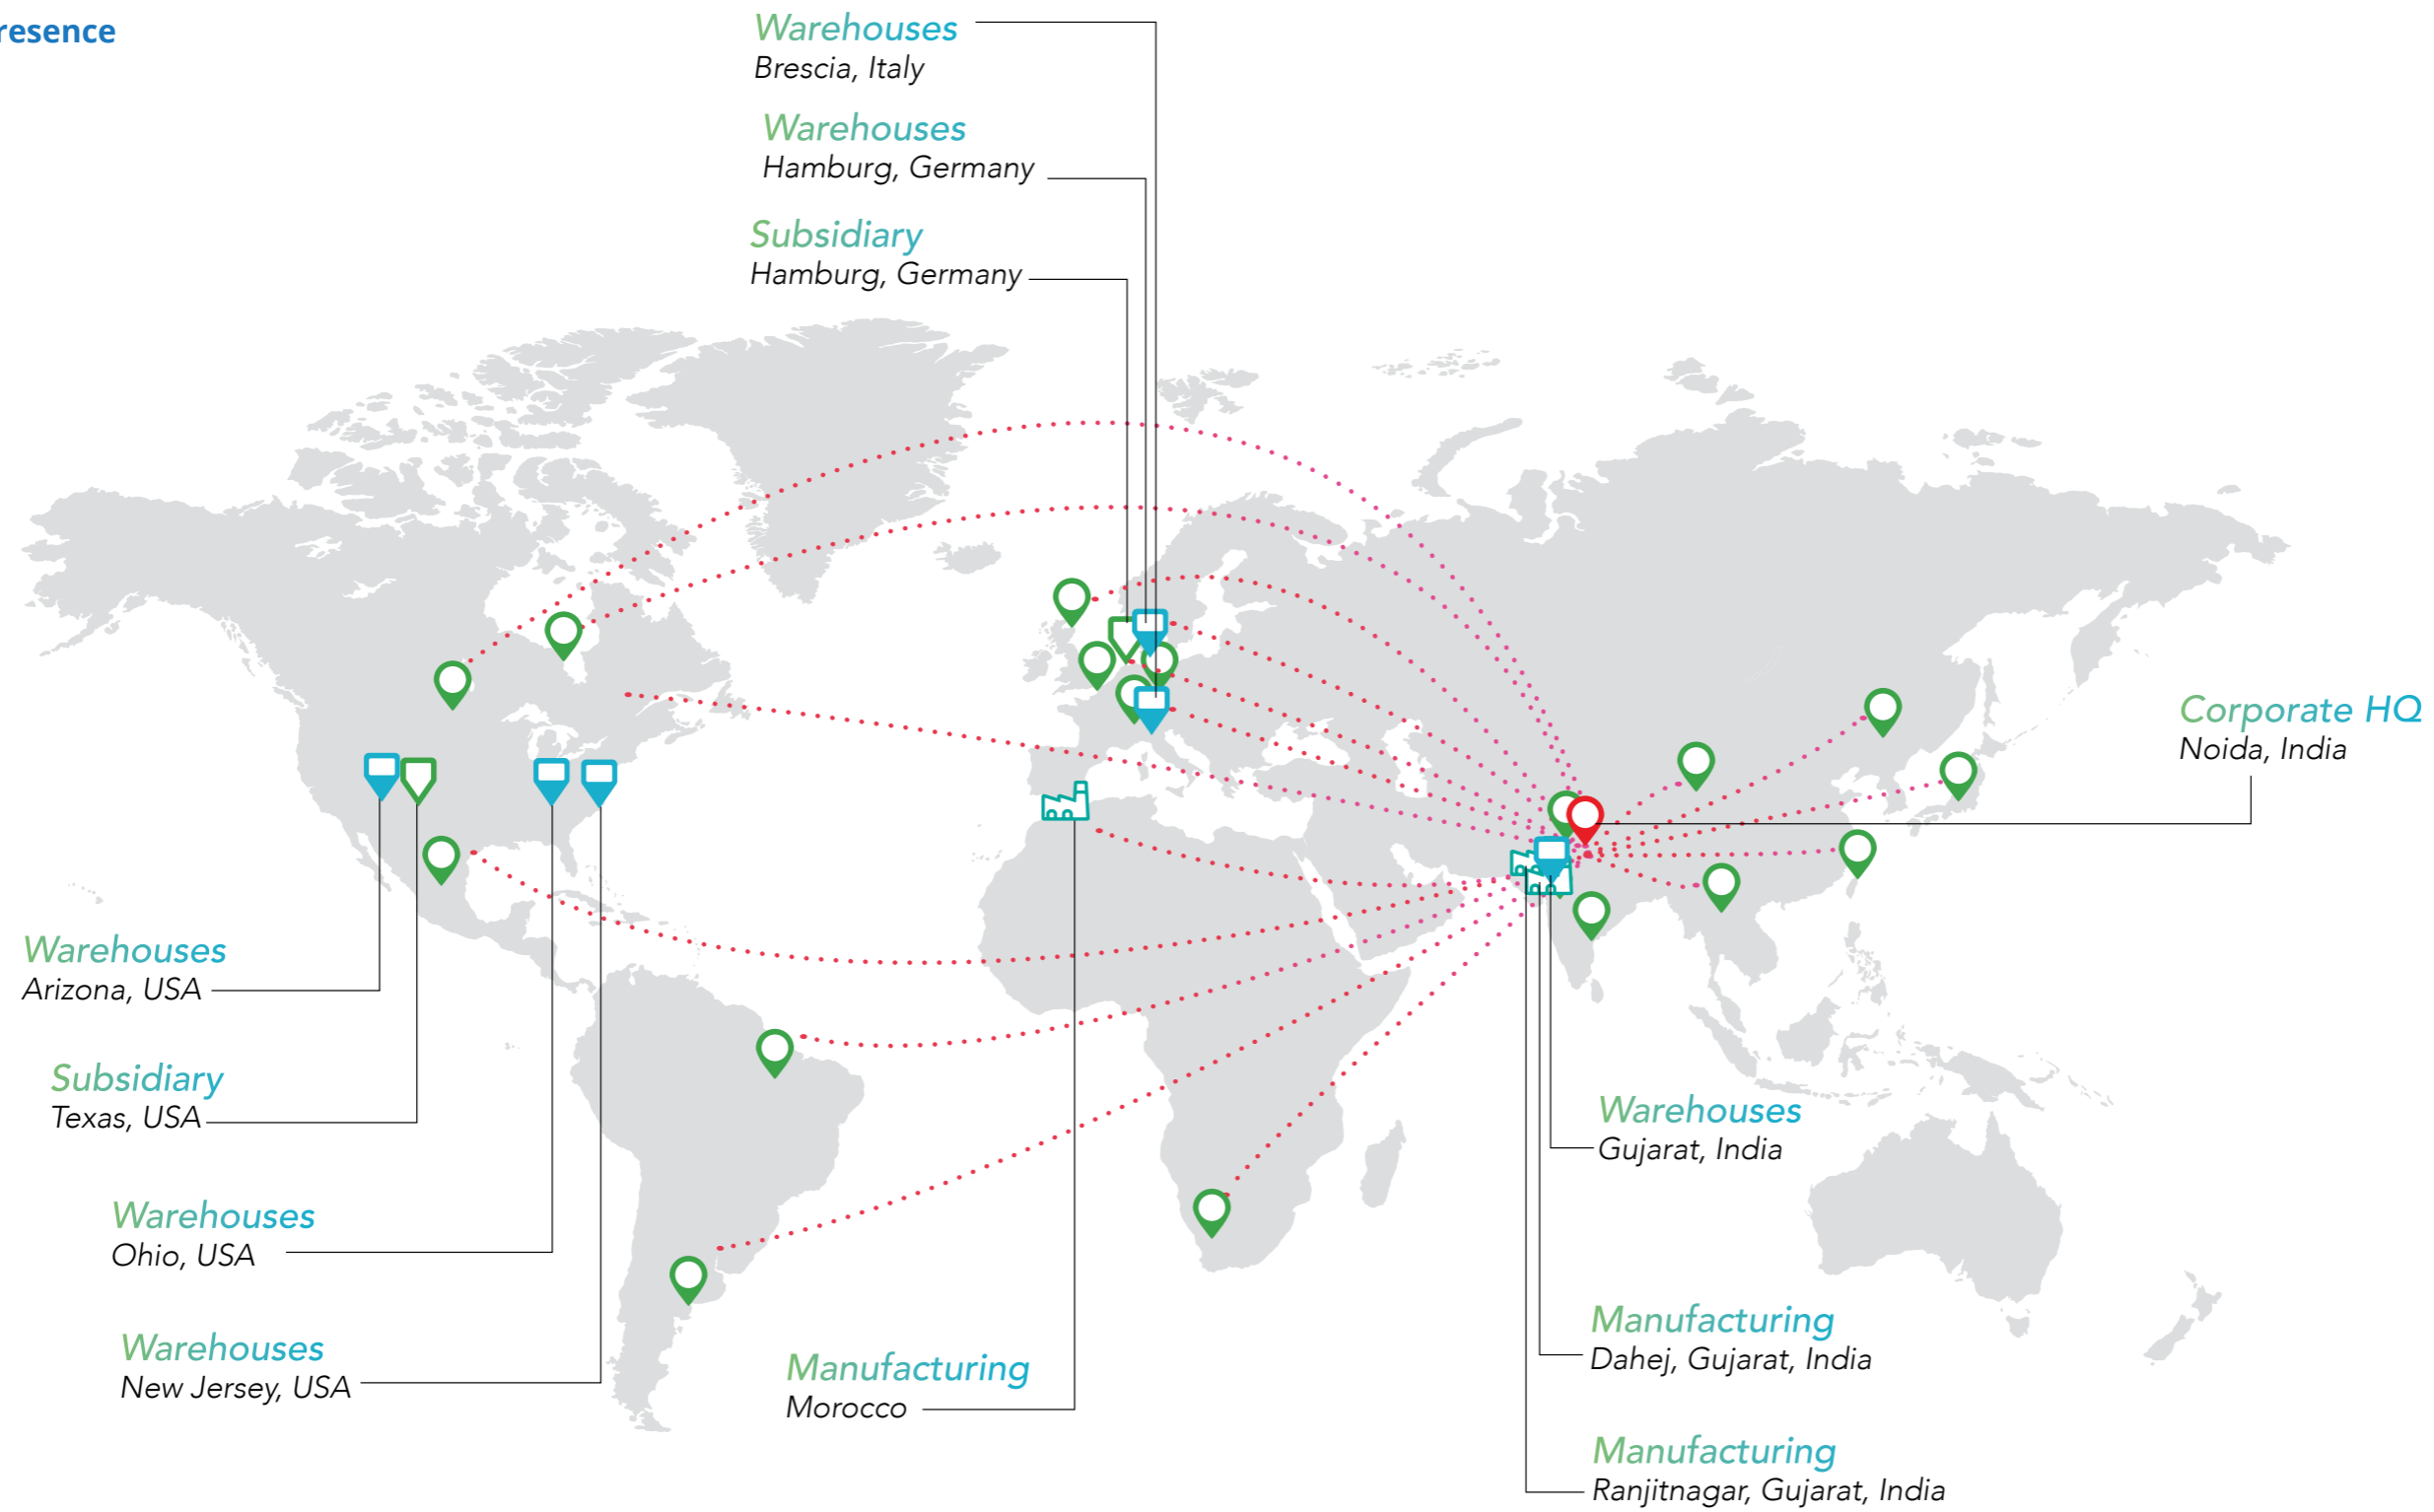 resence
Warehouses
Brescia, Italy
Warehouses
Hamburg, Germany
Subsidiary
Hamburg, Germany
Corporate HQ
Noida, India
Warehouses
Arizona, USA
Subsidiary
Texas, USA
Warehouses
Ohio, USA
Warehouses
New Jersey, USA
Manufacturing
Morocco
Warehouses
Gujarat, India
Manufacturing
Dahej, Gujarat, India
Manufacturing
Ranjitnagar, Gujarat, India